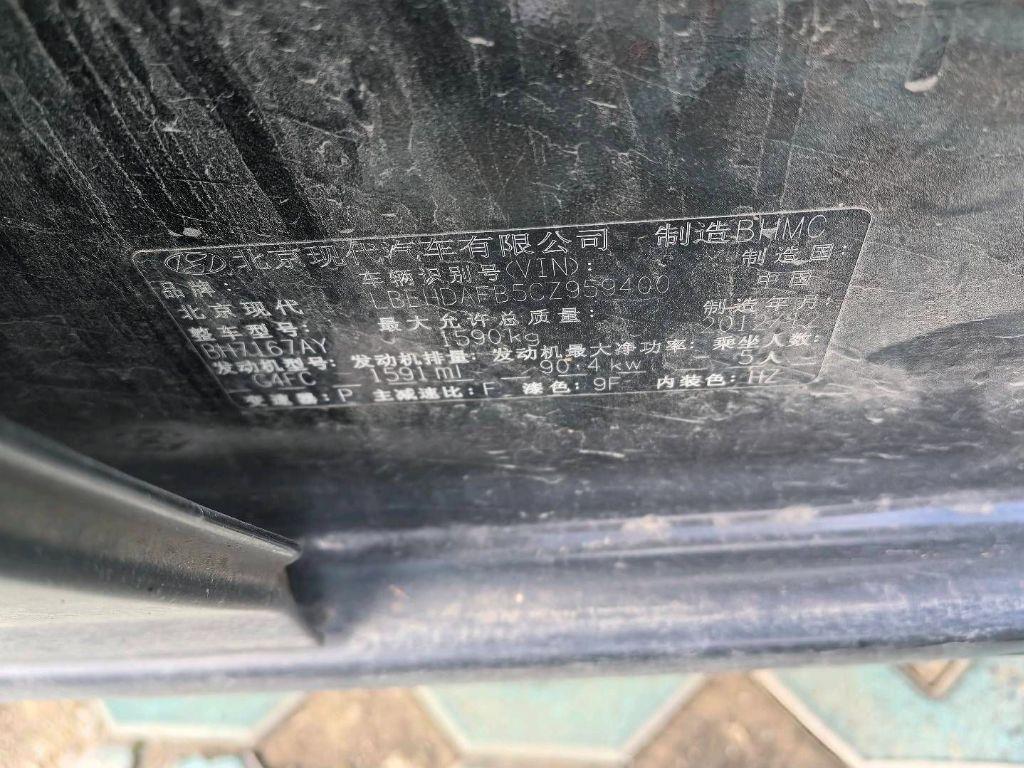 北京现代汽车有限公司 制造BHMC
品牌: 车辆识别号(VIN): 制造国:
北京现代 LBEHDAFB5CZ959400 中国
整车型号: 最大允许总质量: 制造年月:
BH7167AY 1590kg
发动机型号: 发动机排量: 发动机最大净功率: 乘坐人数:
G4FC 1591ml 90.4kw 5人
变速器:P 主减速比:F 漆色:9F 内装色:HZ